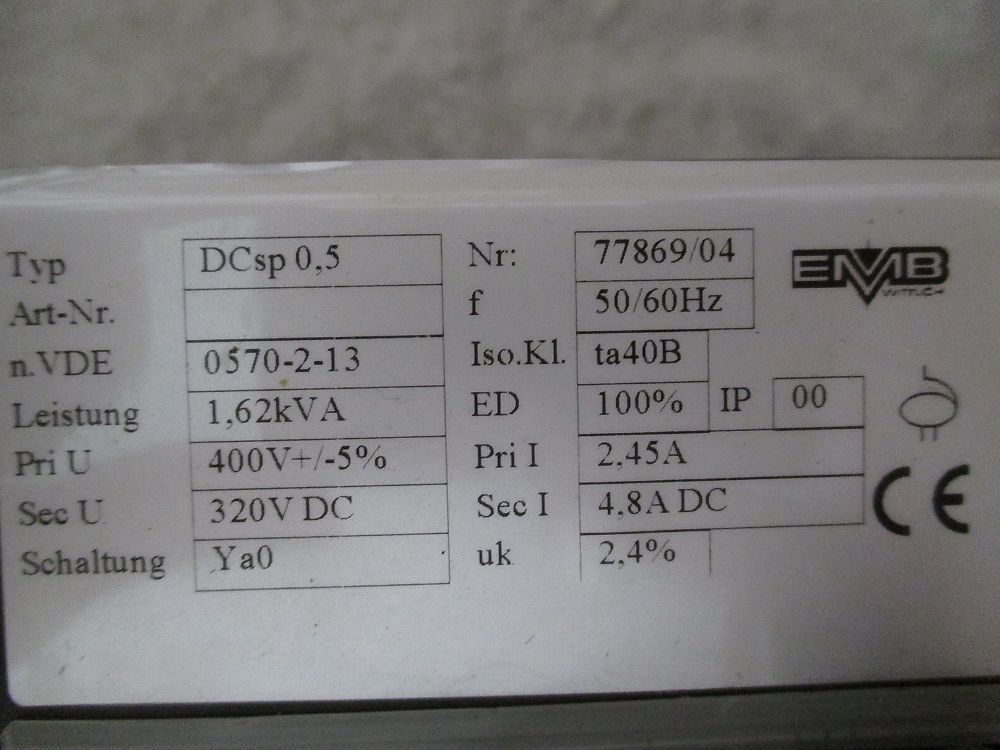 Typ DCsp 0,5 Nr: 77869/04 EMB
Art-Nr. f 50/60Hz
n.VDE 0570-2-13 Iso.Kl. ta40B
Leistung 1,62kVA ED 100% IP 00
Pri U 400V+/-5% Pri I 2,45A
Sec U 320V DC Sec I 4,8A DC CE
Schaltung Ya0 uk 2,4%